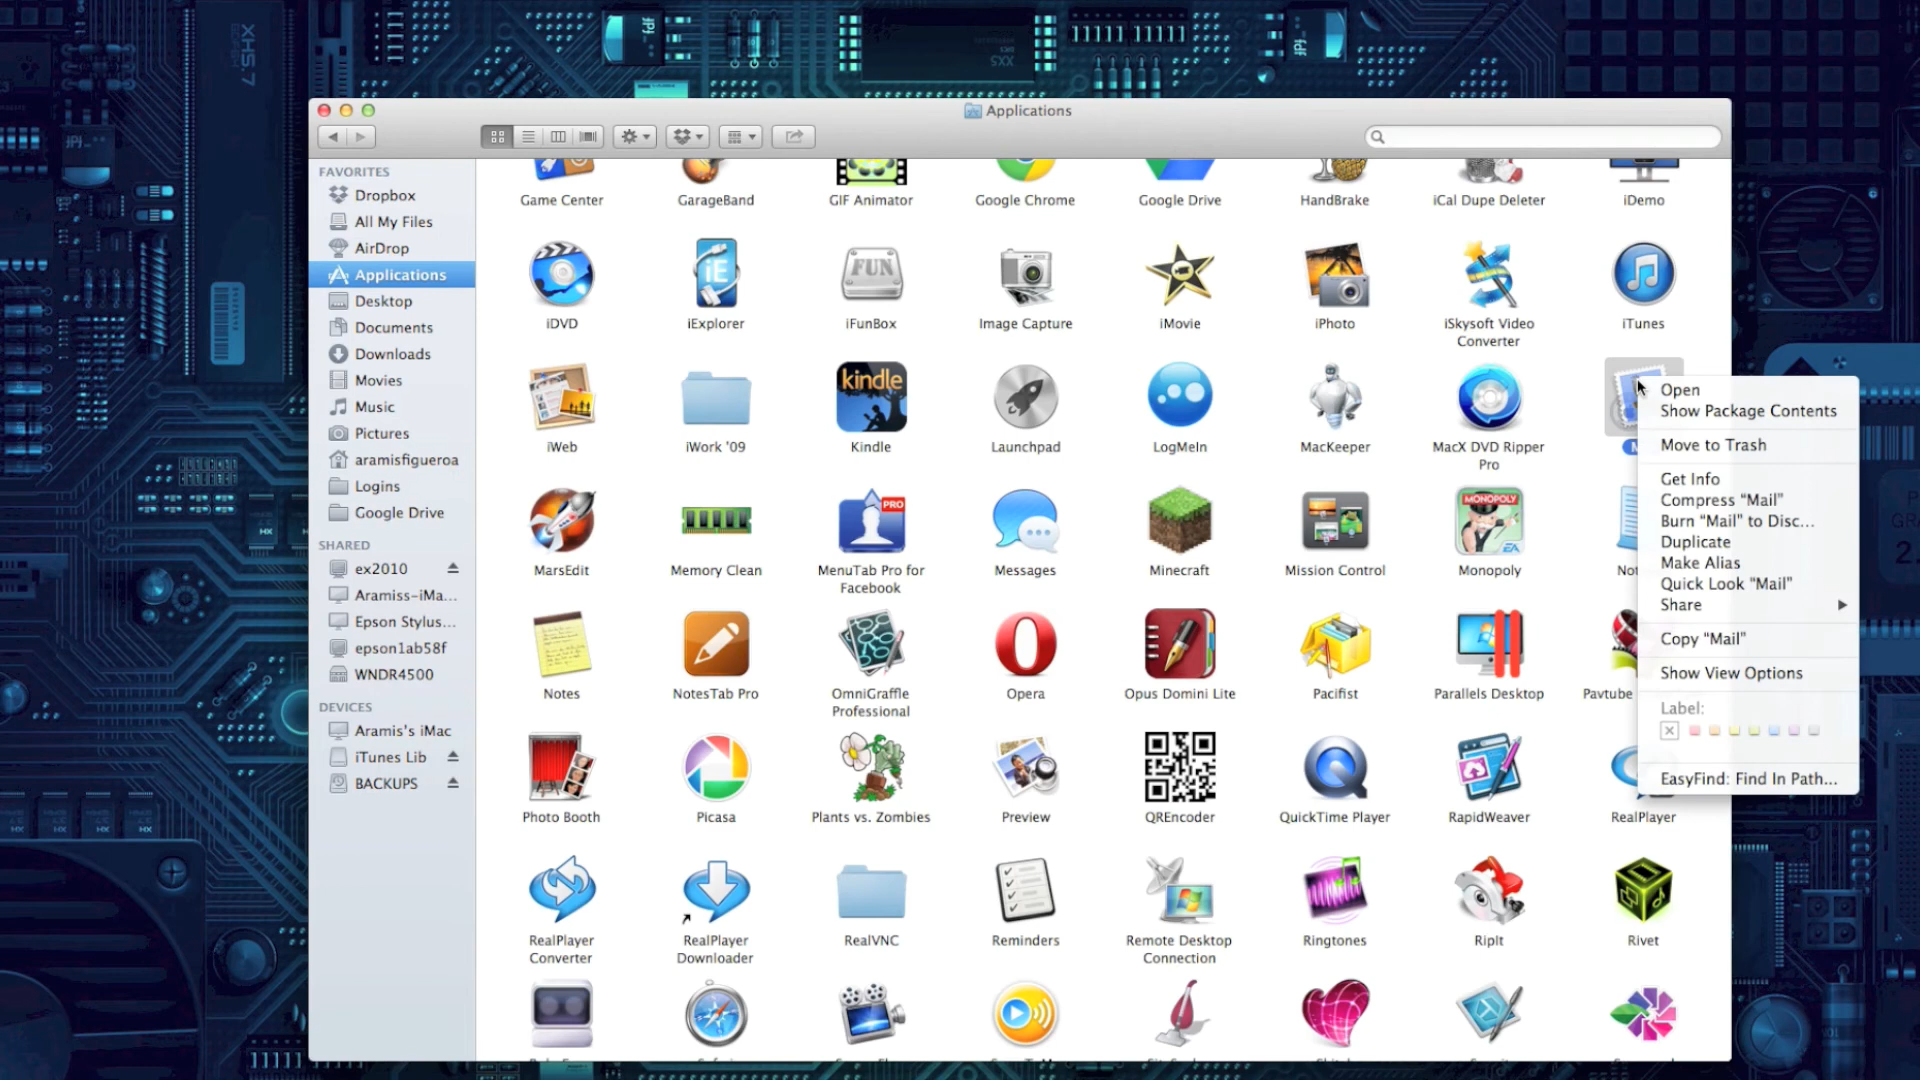 Applications
FAVORITES
Dropbox
All My Files
AirDrop
Applications
Desktop
Documents
Downloads
Movies
Music
Pictures
aramisfigueroa
Logins
Google Drive
SHARED
ex2010
Aramiss-iMa...
Epson Stylus...
epson1ab58f
WNDR4500
DEVICES
Aramis's iMac
iTunes Lib
BACKUPS
Game Center
GarageBand
GIF Animator
Google Chrome
Google Drive
HandBrake
iCal Dupe Deleter
iDemo
iE
FUN
iDVD
iExplorer
iFunBox
Image Capture
iMovie
iPhoto
iSkysoft Video
Converter
iTunes
kindle
iWeb
iWork '09
Kindle
Launchpad
LogMeIn
MacKeeper
MacX DVD Ripper
Pro
PRO
MONOPOLY
EA
MarsEdit
Memory Clean
MenuTab Pro for
Facebook
Messages
Minecraft
Mission Control
Monopoly
Notes
NotesTab Pro
OmniGraffle
Professional
Opera
Opus Domini Lite
Pacifist
Parallels Desktop
Pavtube
Photo Booth
Picasa
Plants vs. Zombies
Preview
QREncoder
QuickTime Player
RapidWeaver
RealPlayer
RealPlayer
Converter
RealPlayer
Downloader
RealVNC
Reminders
Remote Desktop
Connection
Ringtones
RipIt
Rivet
Open
Show Package Contents
Move to Trash
Get Info
Compress “Mail”
Burn “Mail” to Disc...
Duplicate
Make Alias
Quick Look “Mail”
Share
Copy “Mail”
Show View Options
Label:
EasyFind: Find In Path...